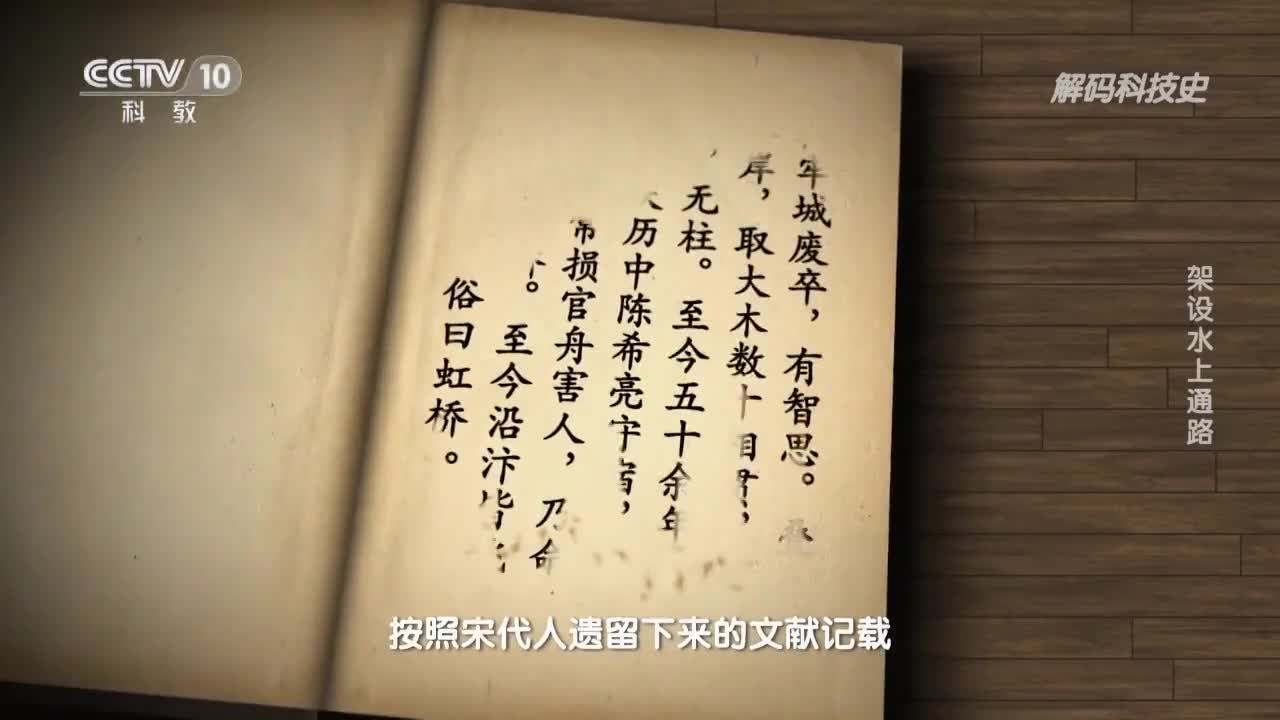 CCTV 10
科教
解码科技史
架设水上通路
牢城废卒，有智思。
岸，取大木数十相贯，
无柱。至今五十余年
历中陈希亮守宿，
常损官舟害人，乃命
。至今沿汴皆
俗曰虹桥。
按照宋代人遗留下来的文献记载